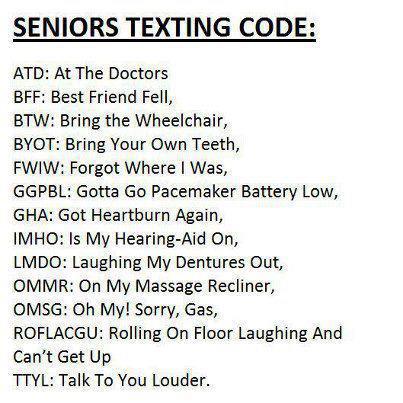 SENIORS TEXTING CODE:
ATD: At The Doctors
BFF: Best Friend Fell,
BTW: Bring the Wheelchair,
BYOT: Bring Your Own Teeth,
FWIW: Forgot Where I Was,
GGPBL: Gotta Go Pacemaker Battery Low,
GHA: Got Heartburn Again,
IMHO: Is My Hearing-Aid On,
LMDO: Laughing My Dentures Out,
OMMR: On My Massage Recliner,
OMSG: Oh My! Sorry, Gas,
ROFLACGU: Rolling On Floor Laughing And
Can’t Get Up
TTYL: Talk To You Louder.